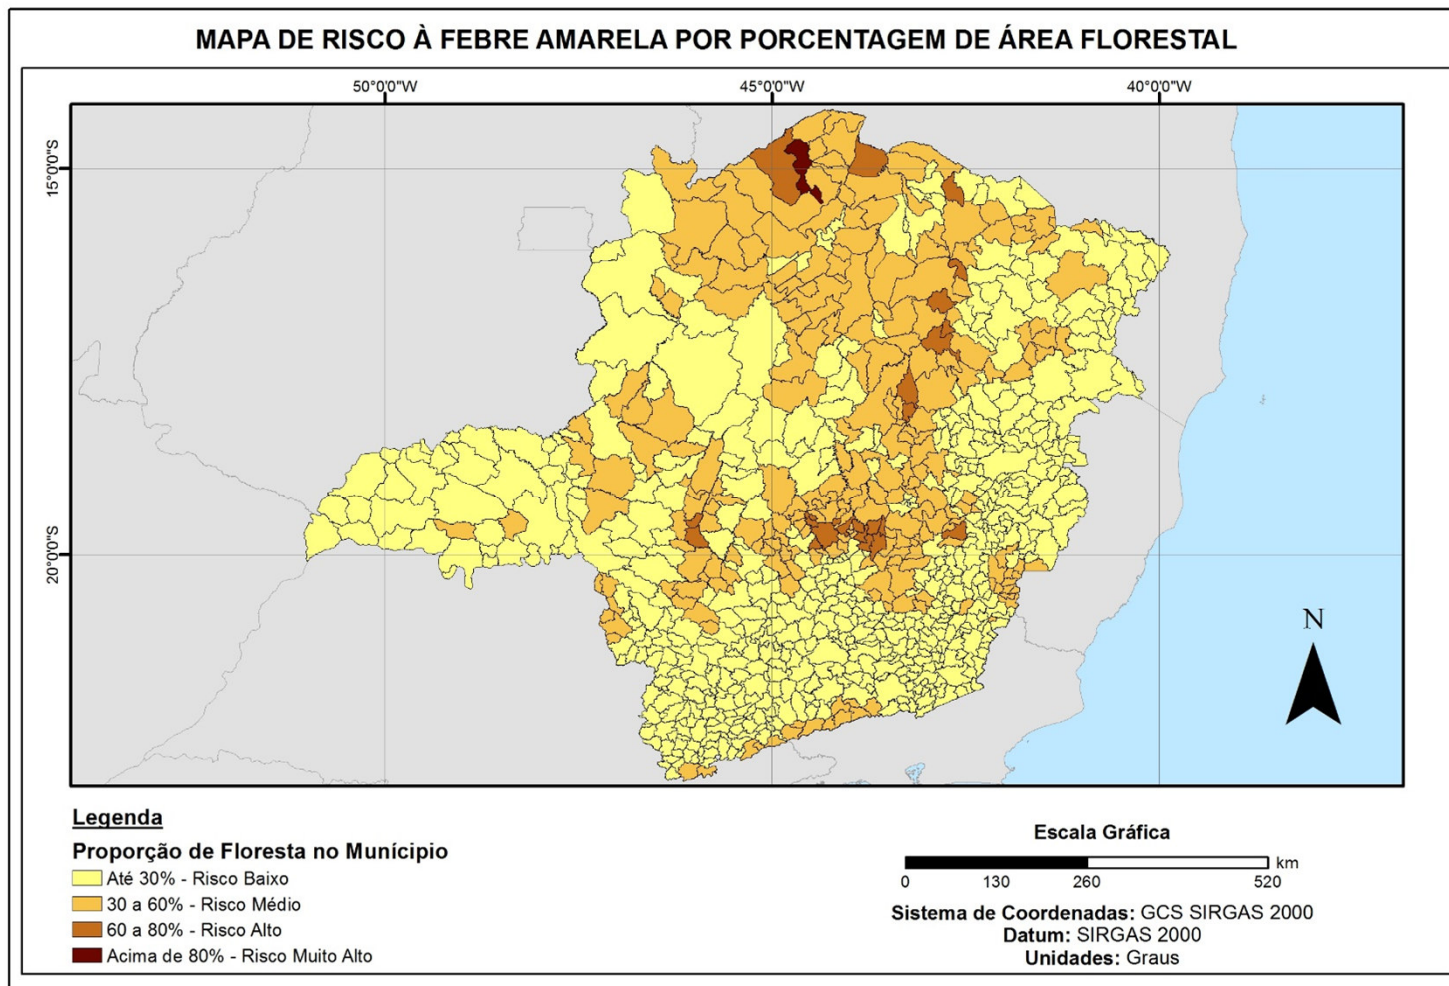 MAPA DE RISCO À FEBRE AMARELA POR PORCENTAGEM DE ÁREA FLORESTAL
50°0'0"W
45°0'0"W
40°0'0"W
15°0'0"S
20°0'0"S
N
Legenda
Proporção de Floresta no Munícipio
Até 30% - Risco Baixo
30 a 60% - Risco Médio
60 a 80% - Risco Alto
Acima de 80% - Risco Muito Alto
Escala Gráfica
km
0 130 260 520
Sistema de Coordenadas: GCS SIRGAS 2000
Datum: SIRGAS 2000
Unidades: Graus